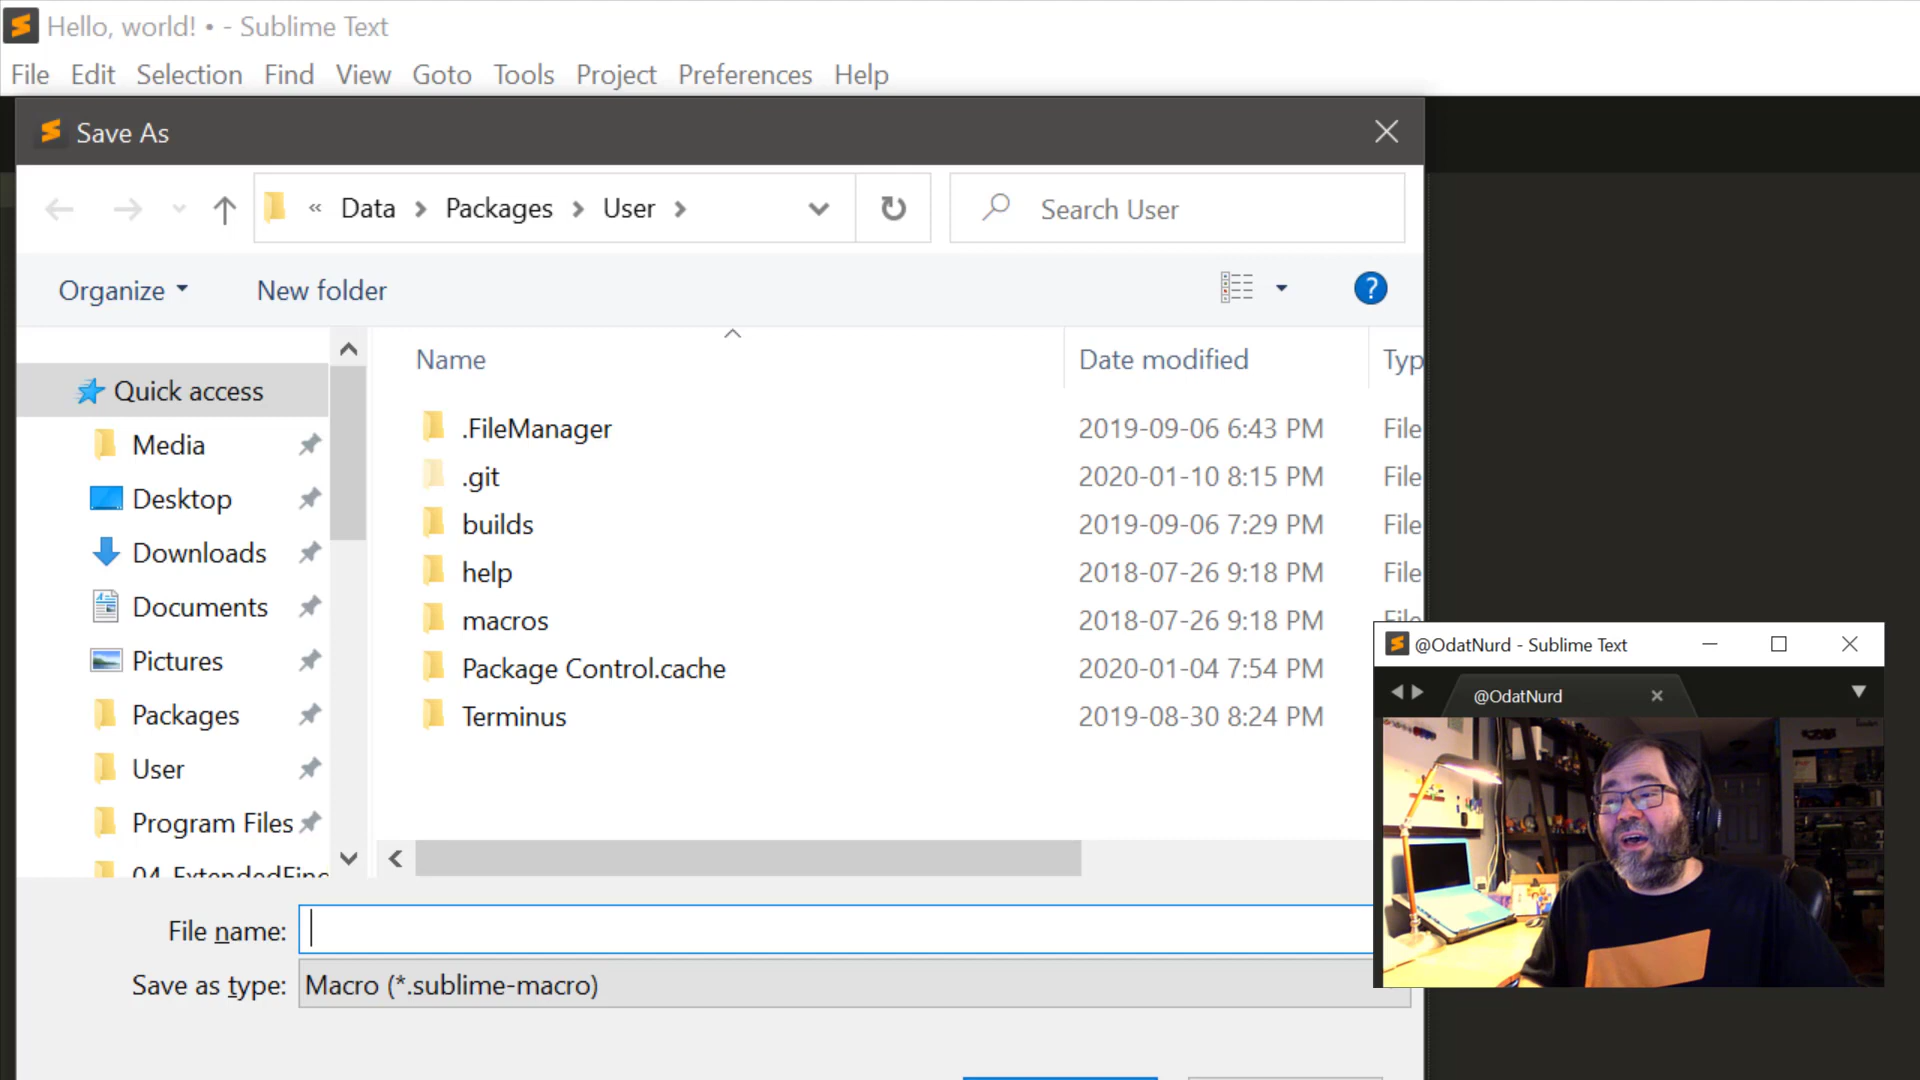 Hello, world! • - Sublime Text
File Edit Selection Find View Goto Tools Project Preferences Help
Save As
« Data > Packages > User >
Search User
Organize
New folder
?
Name
Date modified
Typ
Quick access
Media
Desktop
Downloads
Documents
Pictures
Packages
User
Program Files
.FileManager 2019-09-06 6:43 PM File
.git 2020-01-10 8:15 PM File
builds 2019-09-06 7:29 PM File
help 2018-07-26 9:18 PM File
macros 2018-07-26 9:18 PM File
Package Control.cache 2020-01-04 7:54 PM
Terminus 2019-08-30 8:24 PM
File name:
Save as type: Macro (*.sublime-macro)
@OdatNurd - Sublime Text
@OdatNurd